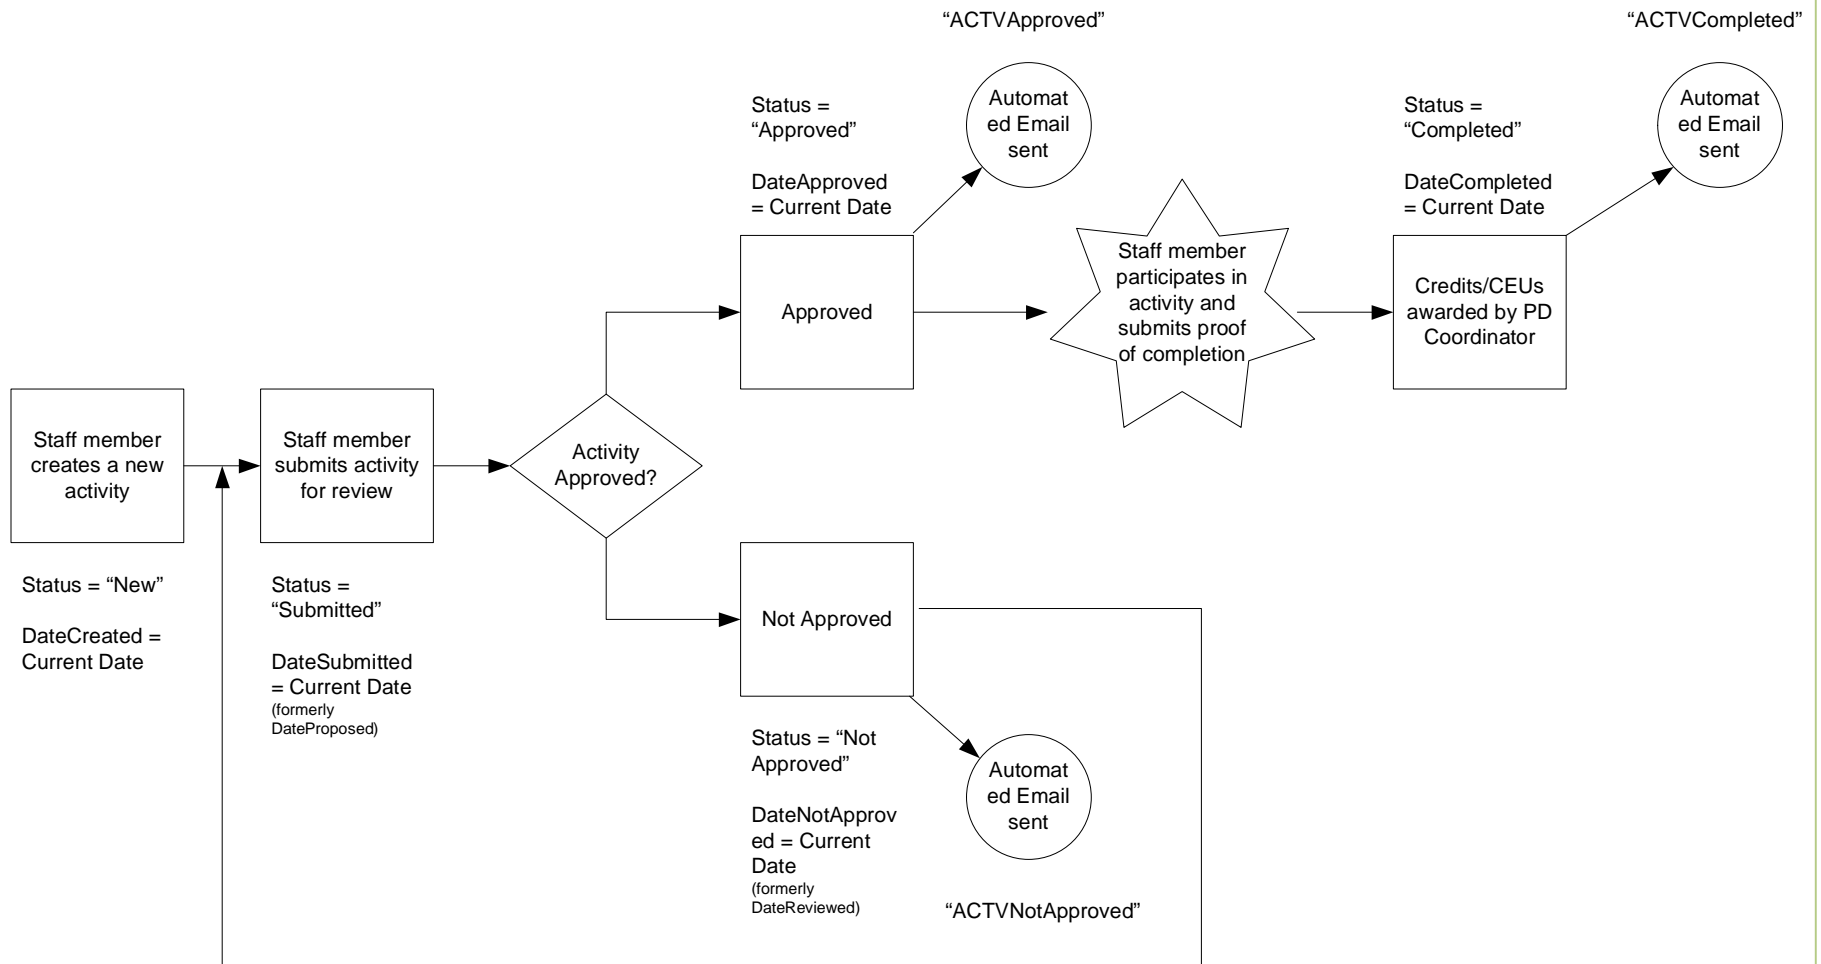 “ACTVApproved”
“ACTVCompleted”
Status =
“Approved”
DateApproved
= Current Date
Automat
ed Email
sent
Status =
“Completed”
DateCompleted
= Current Date
Automat
ed Email
sent
Approved
Staff member
participates in
activity and
submits proof
of completion
Credits/CEUs
awarded by PD
Coordinator
Staff member
creates a new
activity
Staff member
submits activity
for review
Activity
Approved?
Status = “New”
DateCreated =
Current Date
Status =
“Submitted”
DateSubmitted
= Current Date
(formerly
DateProposed)
Not Approved
Status = “Not
Approved”
DateNotApprov
ed = Current
Date
(formerly
DateReviewed)
Automat
ed Email
sent
“ACTVNotApproved”